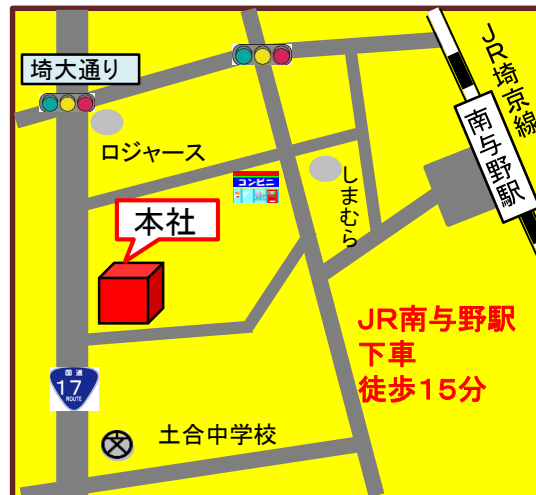 埼大通り
ロジャース
コンビニ
しまむら
JR埼京線
南与野駅
本社
JR南与野駅
下車
徒歩15分
国道
17
ROUTE
文
土合中学校